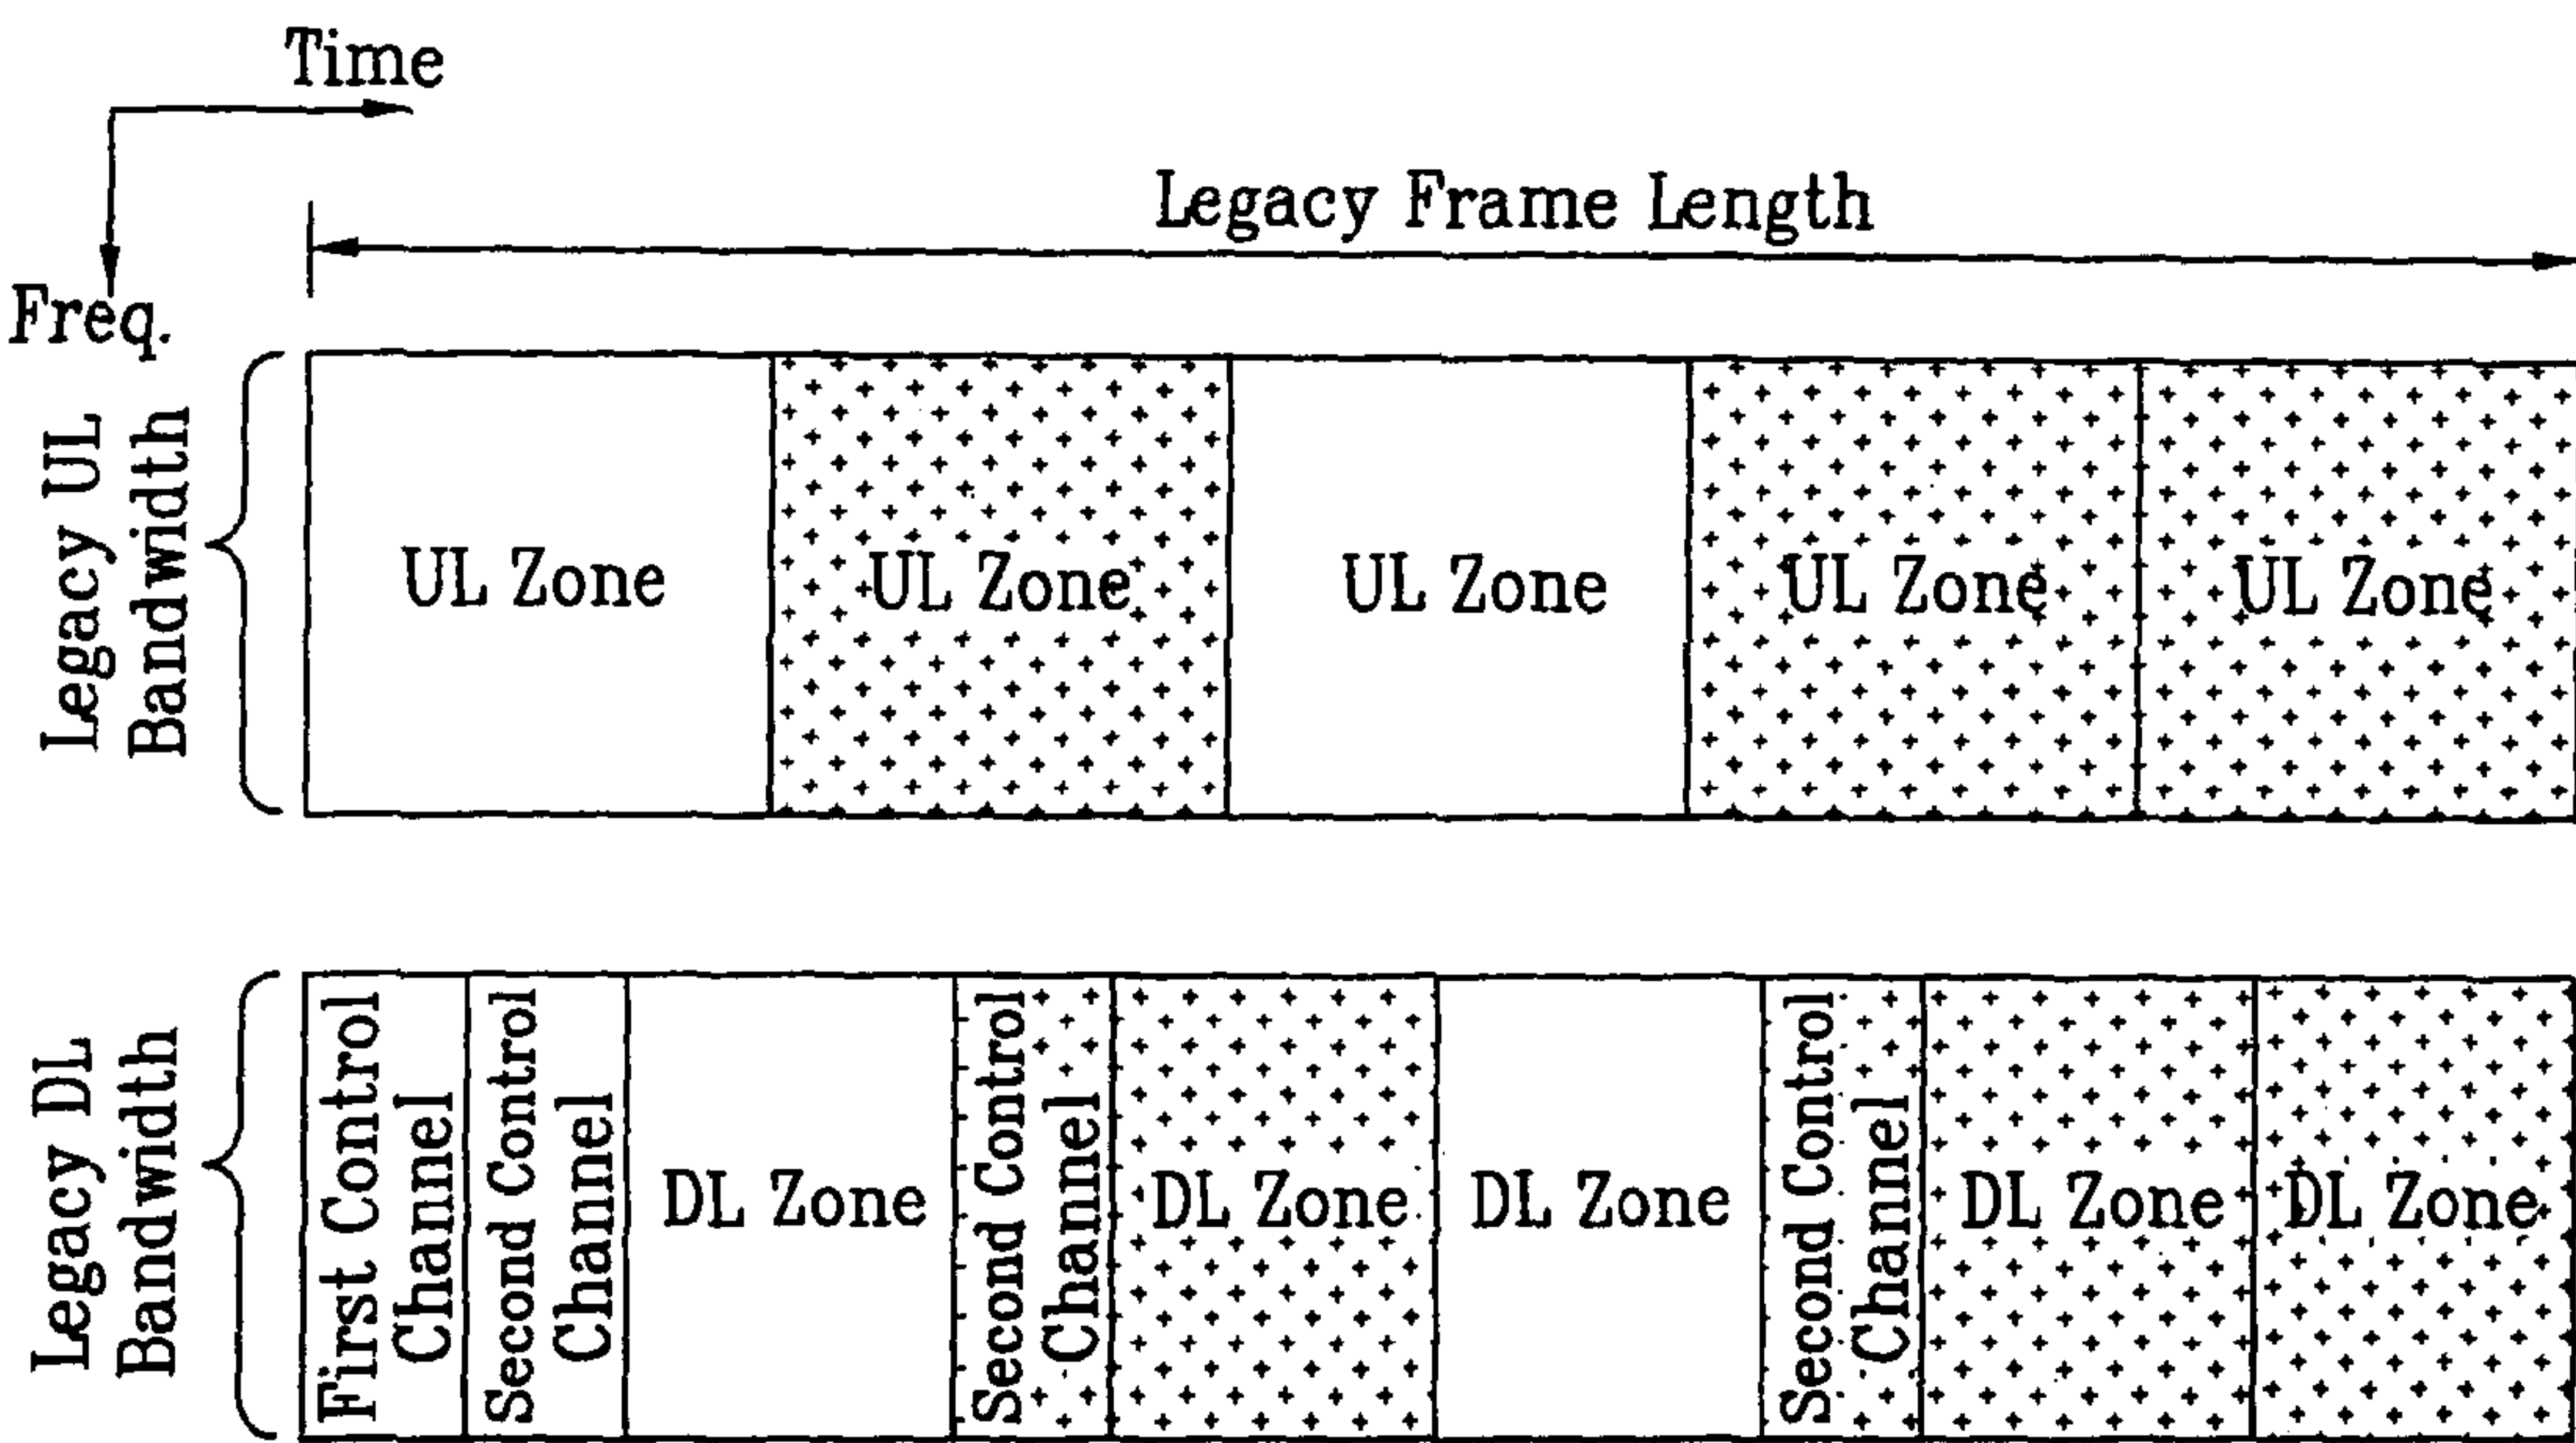 Time
Freq.
Legacy Frame Length
Legacy UL
Bandwidth
UL Zone
UL Zone
UL Zone
UL Zone
UL Zone
Legacy DL
Bandwidth
First Control
Channel
Second Control
Channel
DL Zone
Second Control
Channel
DL Zone
DL Zone
Second Control
Channel
DL Zone
DL Zone